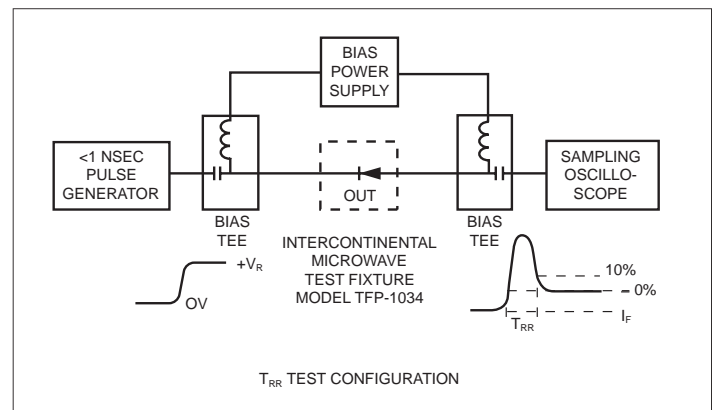 BIAS
POWER
SUPPLY
<1 NSEC
PULSE
GENERATOR
OUT
SAMPLING
OSCILLO-
SCOPE
BIAS
TEE
BIAS
TEE
INTERCONTINENTAL
MICROWAVE
TEST FIXTURE
MODEL TFP-1034
+VR
OV
10%
0%
TRR
IF
TRR TEST CONFIGURATION